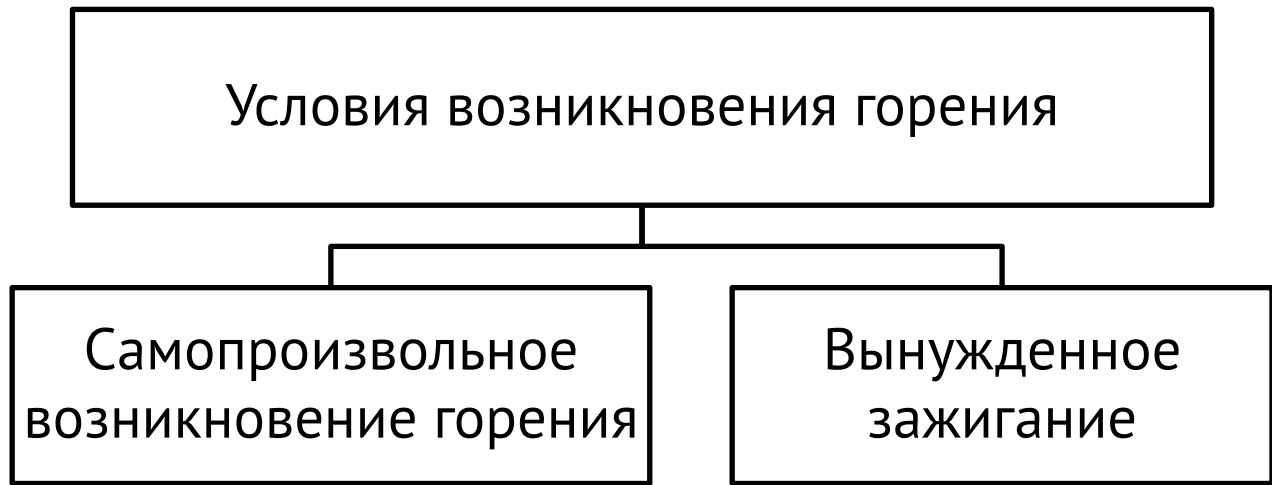 Условия возникновения горения
Самопроизвольное
возникновение горения
Вынужденное
зажигание